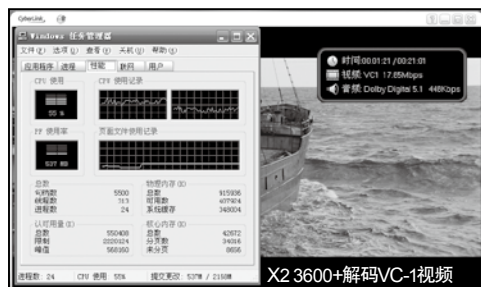 CyberLink
Windows 任务管理器
文件(F) 选项(O) 查看(V) 关机(U) 帮助(H)
应用程序 进程 性能 联网 用户
CPU 使用 CPU 使用记录
55 %
PF 使用率 页面文件使用记录
537 MB
总数 物理内存(K)
句柄数 5500 总数 915936
线程数 313 可用数 437924
进程数 24 系统缓存 348004
认可用量(K) 核心内存(K)
总数 550408 总数 42672
限制 2020124 分页数 34016
峰值 568160 未分页 8656
进程数: 24 CPU 使用: 55% 提交更改: 537M / 2158M
时间 00:01:21 / 00:21:01
视频: VC1 17.85Mbps
音频: Dolby Digital 5.1 448Kbps
X2 3600+解码VC-1视频